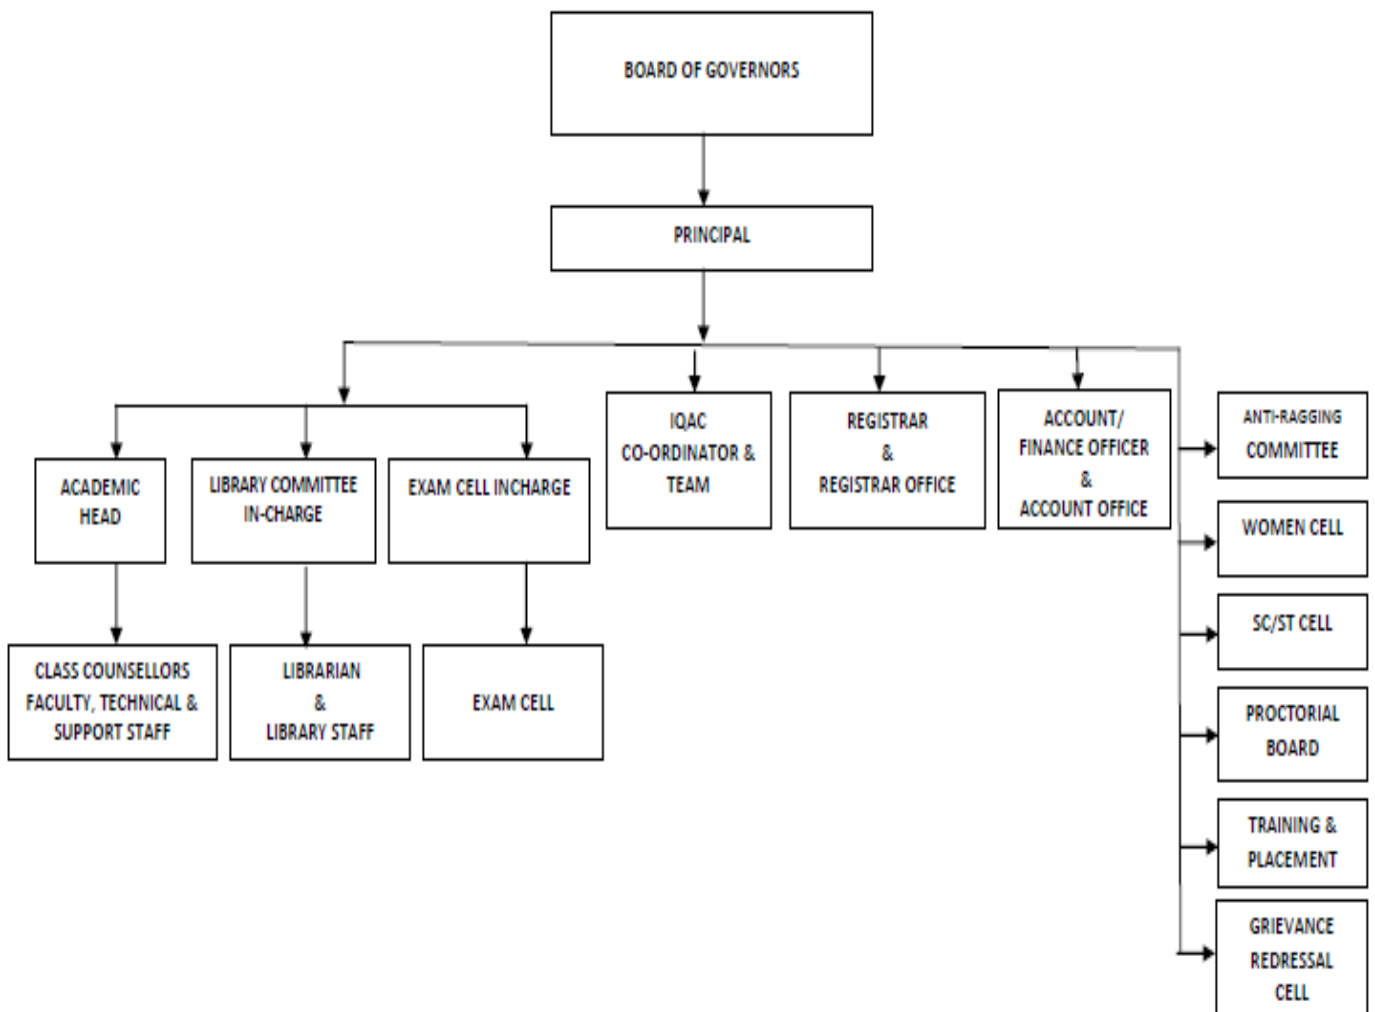 BOARD OF GOVERNORS
PRINCIPAL
ACADEMIC
HEAD
LIBRARY COMMITTEE
IN-CHARGE
EXAM CELL INCHARGE
IQAC
CO-ORDINATOR &
TEAM
REGISTRAR
&
REGISTRAR OFFICE
ACCOUNT/
FINANCE OFFICER
&
ACCOUNT OFFICE
ANTI-RAGGING
COMMITTEE
WOMEN CELL
SC/ST CELL
PROCTORIAL
BOARD
TRAINING &
PLACEMENT
GRIEVANCE
REDRESSAL
CELL
CLASS COUNSELLORS
FACULTY, TECHNICAL &
SUPPORT STAFF
LIBRARIAN
&
LIBRARY STAFF
EXAM CELL